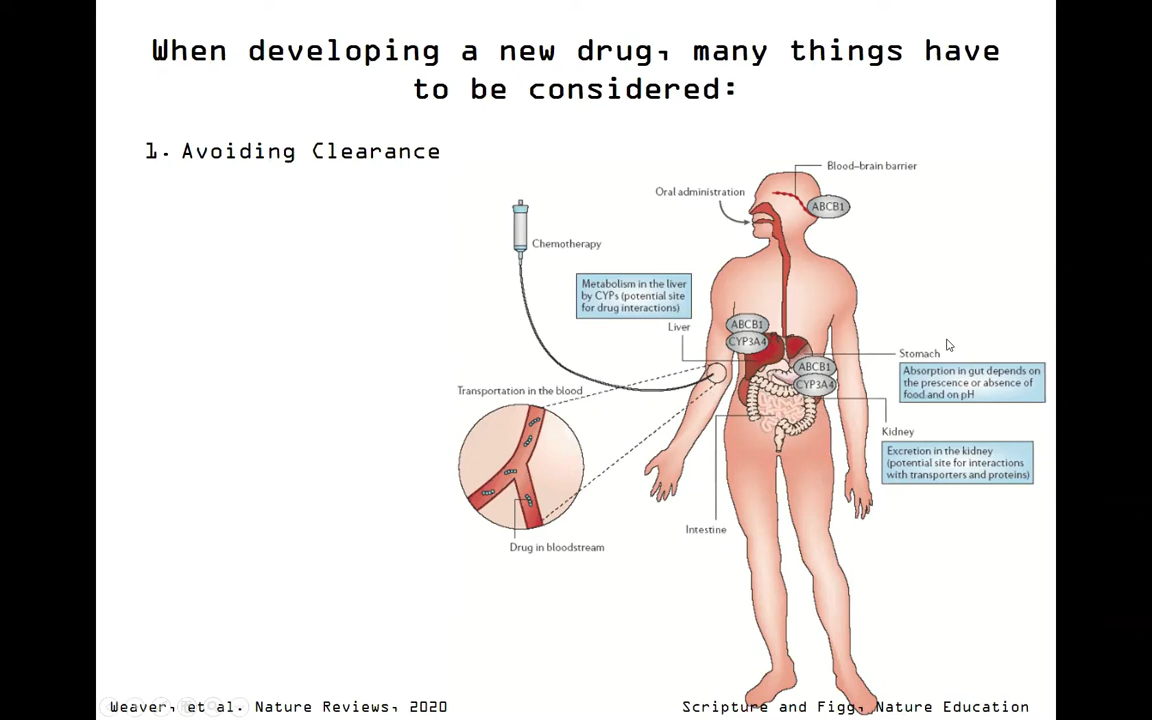 When developing a new drug, many things have
to be considered:
1. Avoiding Clearance
Blood–brain barrier
Oral administration
ABCB1
Chemotherapy
Metabolism in the liver
by CYPs (potential site
for drug interactions)
Liver
ABCB1
CYP3A4
Stomach
ABCB1
CYP3A4
Absorption in gut depends on
the prescence or absence of
food and on pH
Transportation in the blood
Kidney
Excretion in the kidney
(potential site for interactions
with transporters and proteins)
Intestine
Drug in bloodstream
Weaver, et al. Nature Reviews, 2020
Scripture and Figg, Nature Education